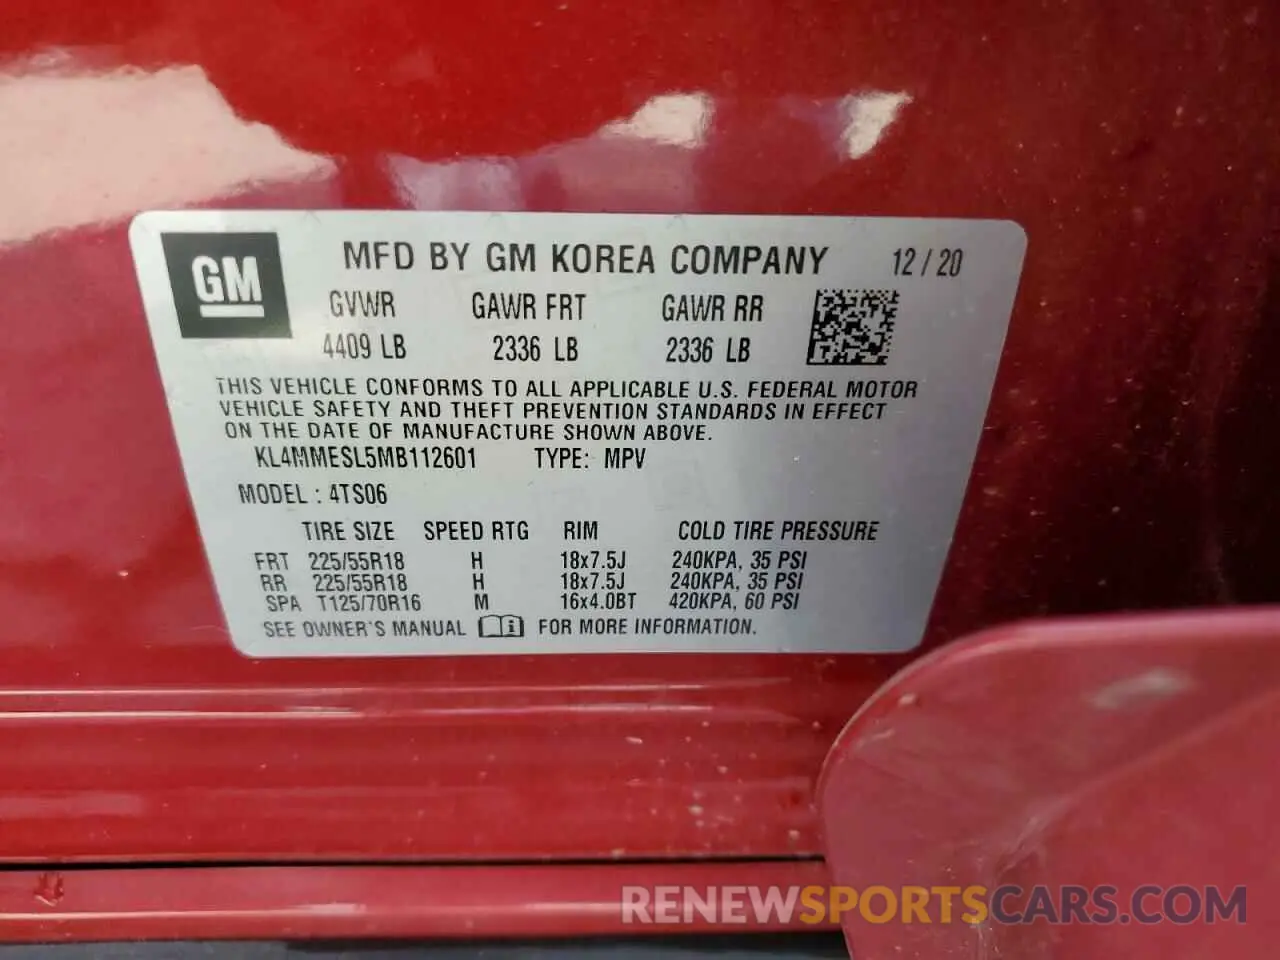 GM
MFD BY GM KOREA COMPANY 12/20
GVWR GAWR FRT GAWR RR
4409 LB 2336 LB 2336 LB
THIS VEHICLE CONFORMS TO ALL APPLICABLE U.S. FEDERAL MOTOR
VEHICLE SAFETY AND THEFT PREVENTION STANDARDS IN EFFECT
ON THE DATE OF MANUFACTURE SHOWN ABOVE.
KL4MMESL5MB112601 TYPE: MPV
MODEL : 4TS06
TIRE SIZE SPEED RTG RIM COLD TIRE PRESSURE
FRT 225/55R18 H 18x7.5J 240KPA, 35 PSI
RR 225/55R18 H 18x7.5J 240KPA, 35 PSI
SPA T125/70R16 M 16x4.0BT 420KPA, 60 PSI
SEE OWNER'S MANUAL i FOR MORE INFORMATION.
RENEWSPORTSCARS.COM